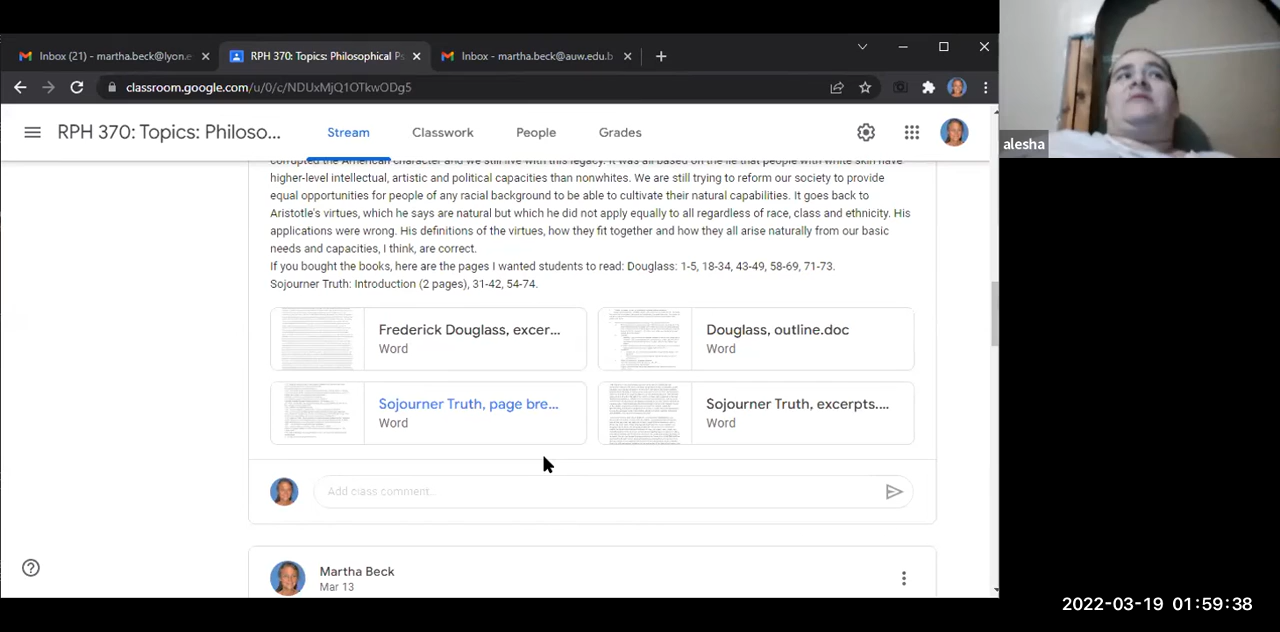 Inbox (21) - martha.beck@lyon.e
RPH 370: Topics: Philosophical Ps
Inbox - martha.beck@auw.edu.b
classroom.google.com/u/0/c/NDUxMjQ1OTkwODg5
RPH 370: Topics: Philoso...
Stream
Classwork
People
Grades
alesha
corrupted the American character and we still live with this legacy. It was all based on the lie that people with white skin have
higher-level intellectual, artistic and political capacities than nonwhites. We are still trying to reform our society to provide
equal opportunities for people of any racial background to be able to cultivate their natural capabilities. It goes back to
Aristotle's virtues, which he says are natural but which he did not apply equally to all regardless of race, class and ethnicity. His
applications were wrong. His definitions of the virtues, how they fit together and how they all arise naturally from our basic
needs and capacities, I think, are correct.
If you bought the books, here are the pages I wanted students to read: Douglass: 1-5, 18-34, 43-49, 58-69, 71-73.
Sojourner Truth: Introduction (2 pages), 31-42, 54-74.
Frederick Douglass, excer...
Word
Douglass, outline.doc
Word
Sojourner Truth, page bre...
Word
Sojourner Truth, excerpts....
Word
Add class comment...
Martha Beck
Mar 13
2022-03-19 01:59:38